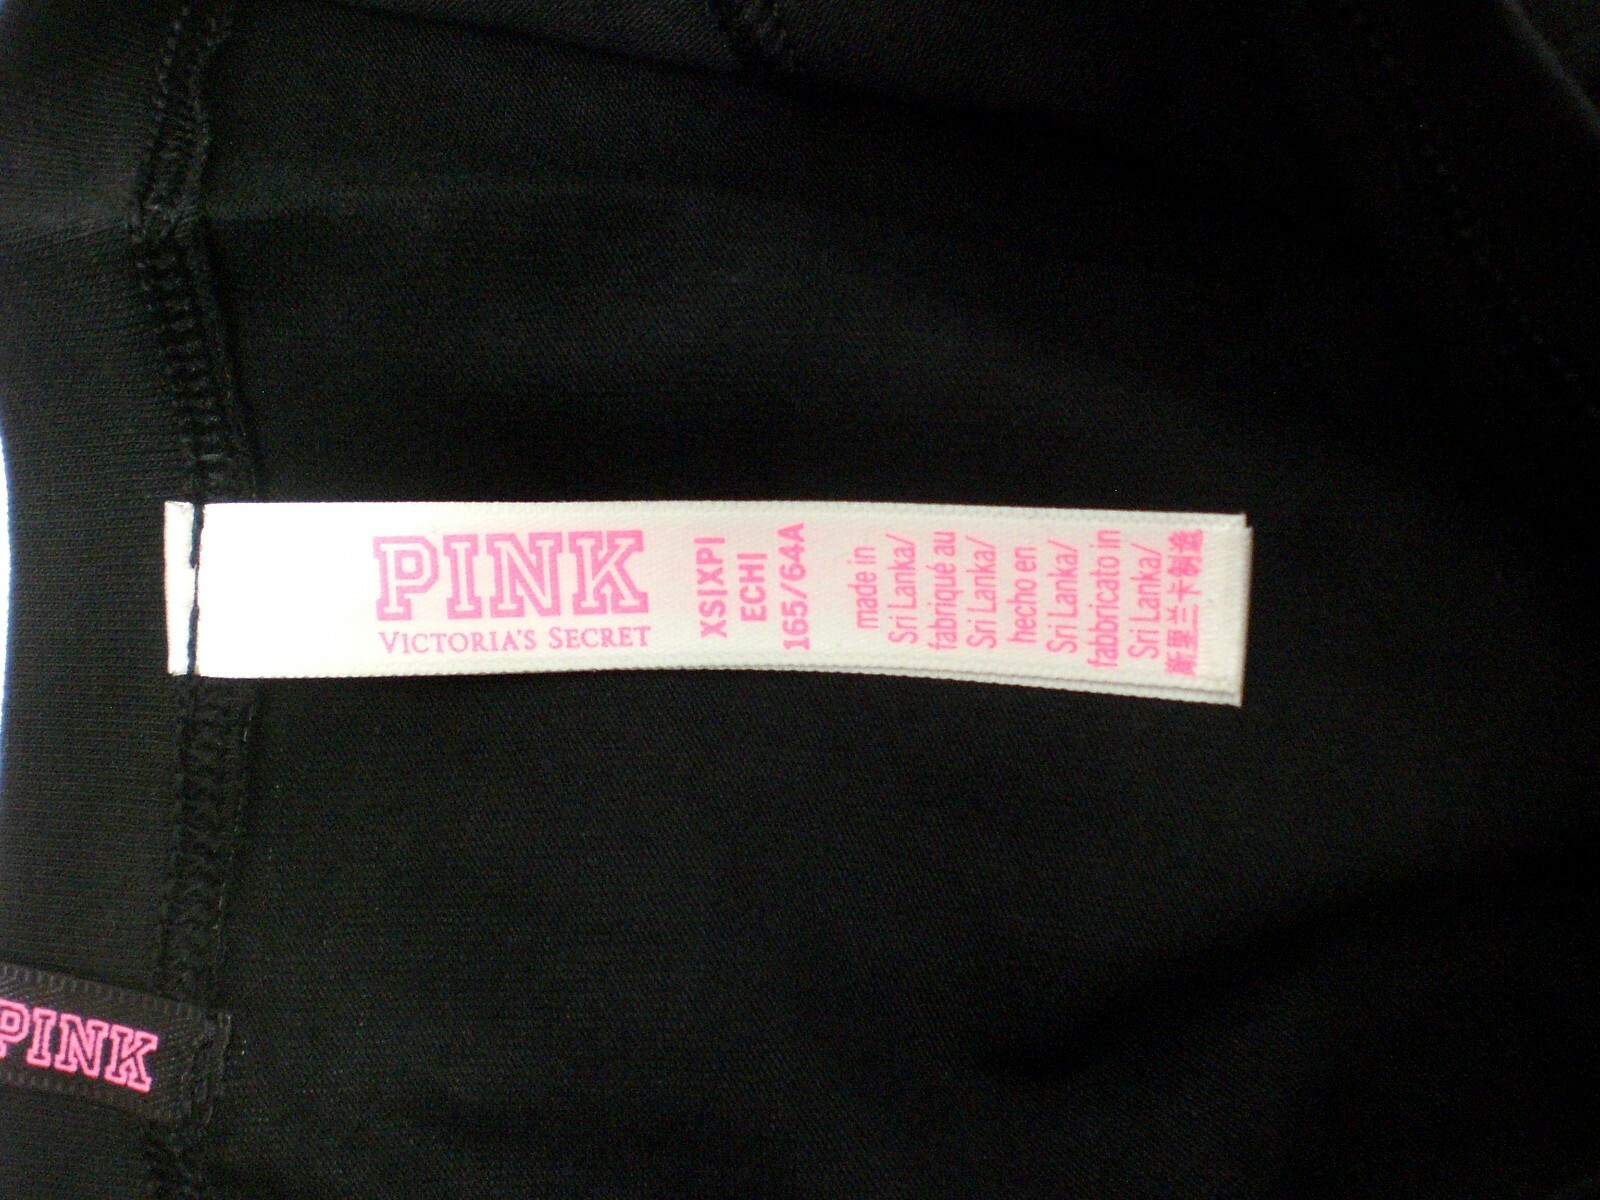 PINK
VICTORIA'S SECRET
XS|XP|
ECH|
165/64A
made in
Sri Lanka/
fabriqué au
Sri Lanka/
hecho en
Sri Lanka/
fabbricato in
Sri Lanka/
斯里兰卡制造
PINK